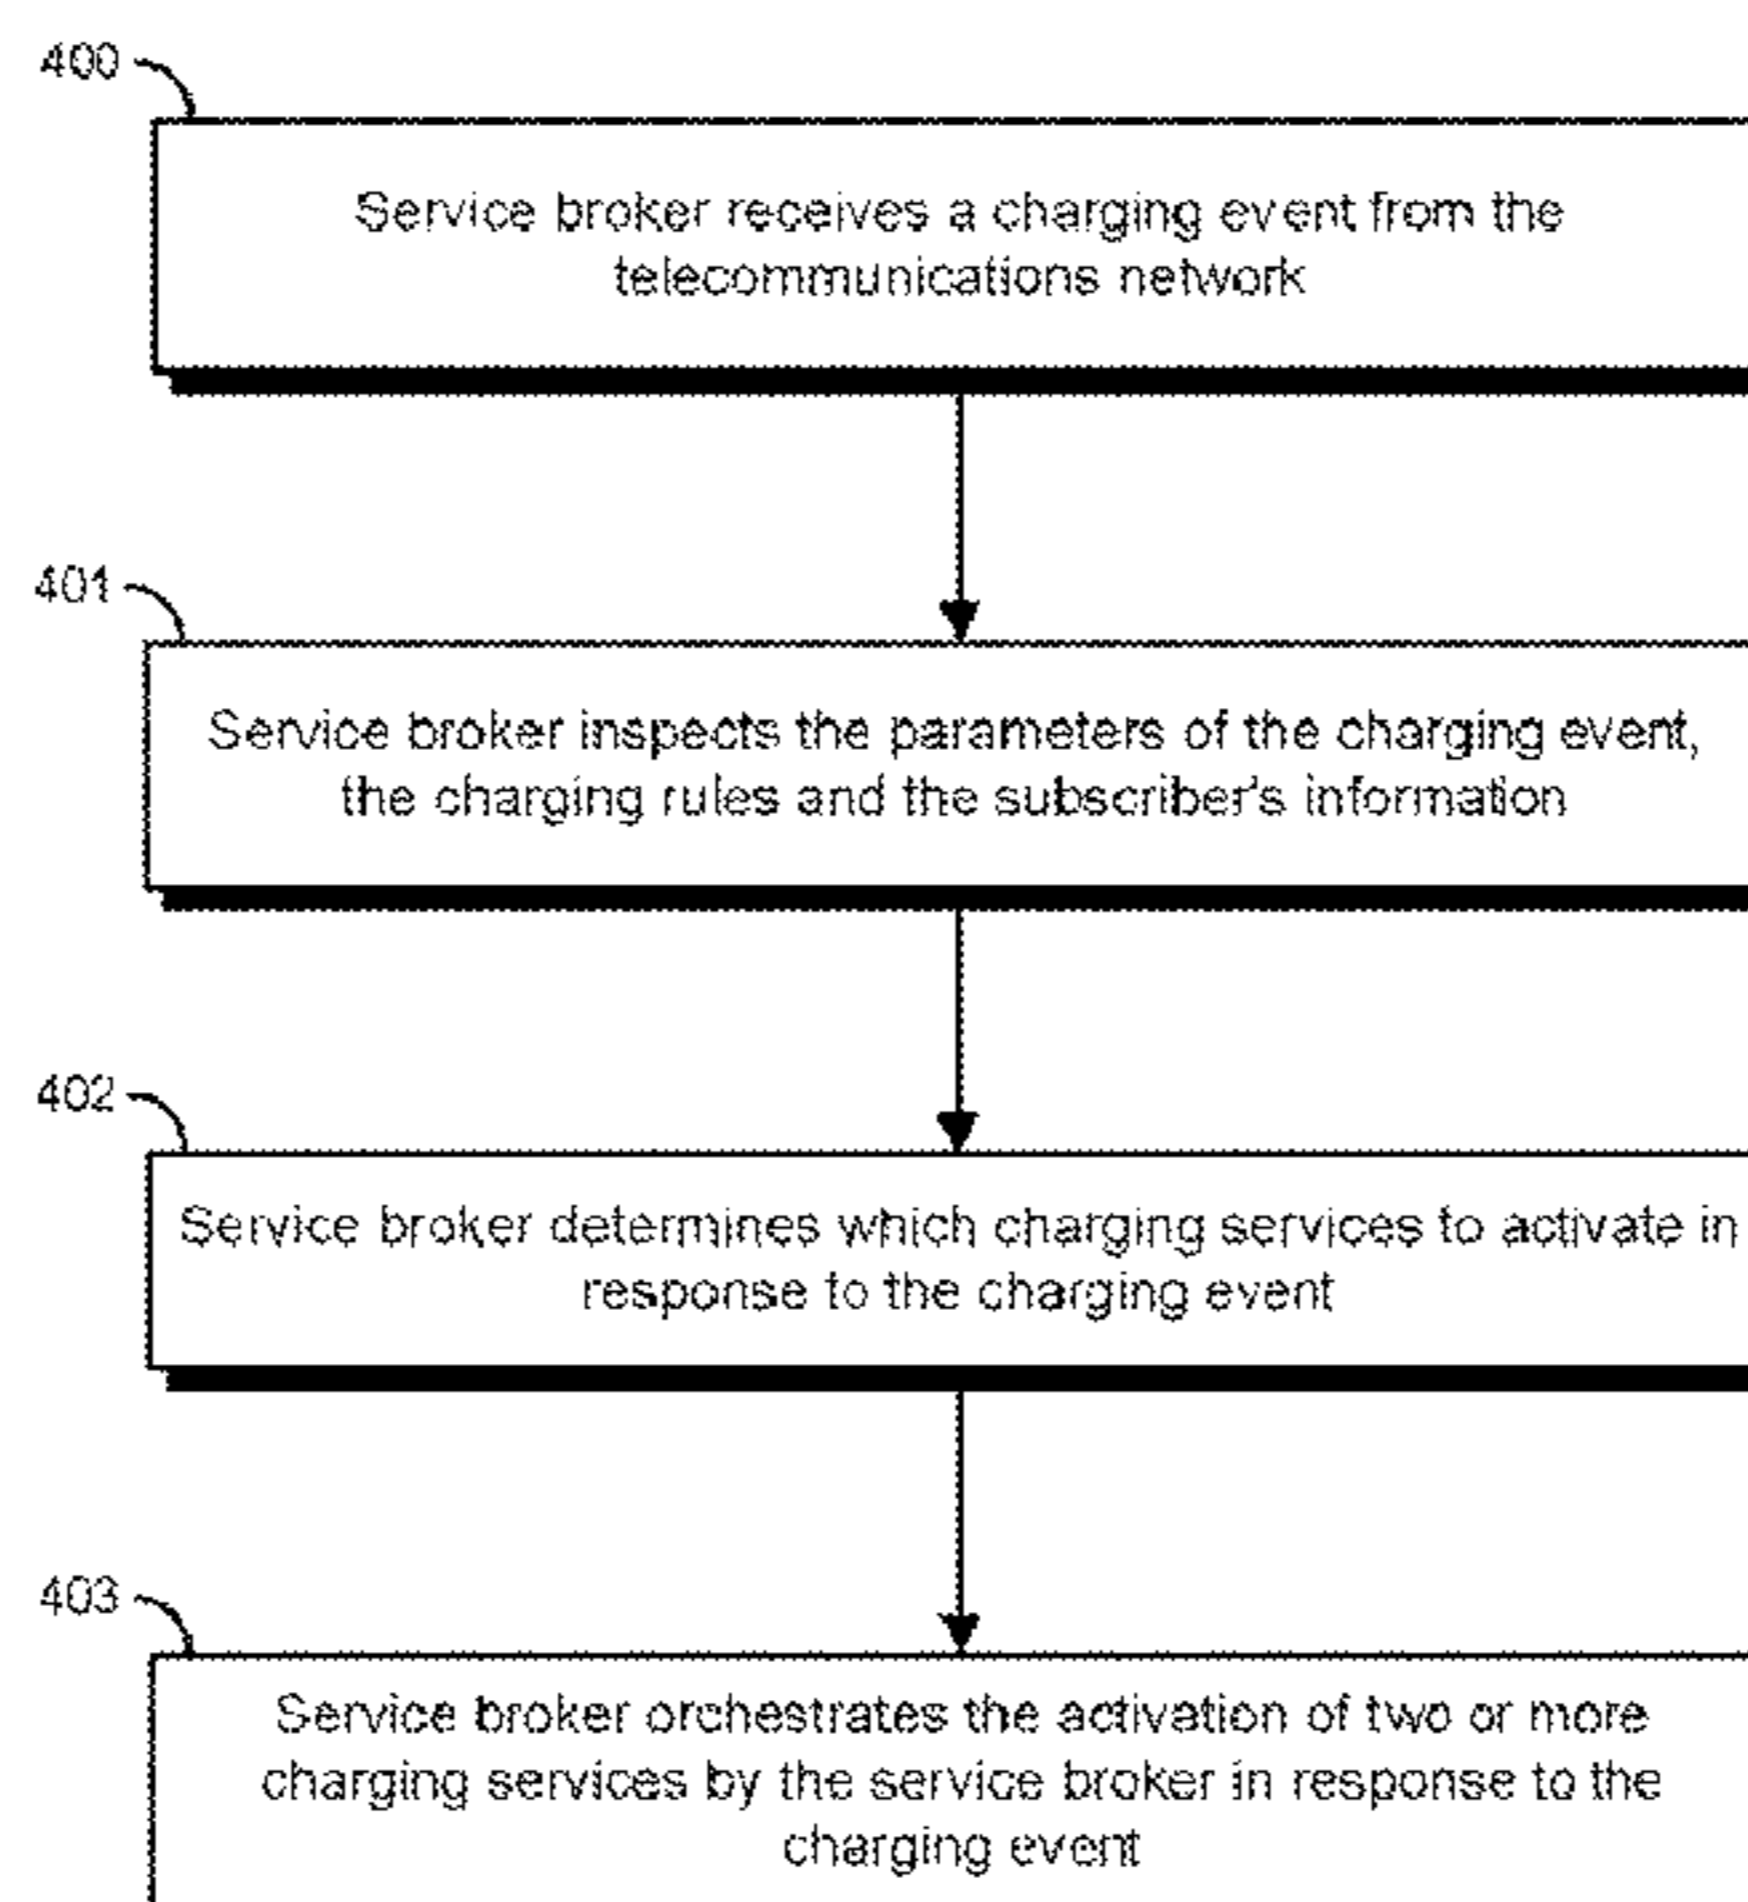 400
Service broker receives a charging event from the
telecommunications network
401
Service broker inspects the parameters of the charging event,
the charging rules and the subscriber's information
402
Service broker determines which charging services to activate in
response to the charging event
403
Service broker orchestrates the activation of two or more
charging services by the service broker in response to the
charging event